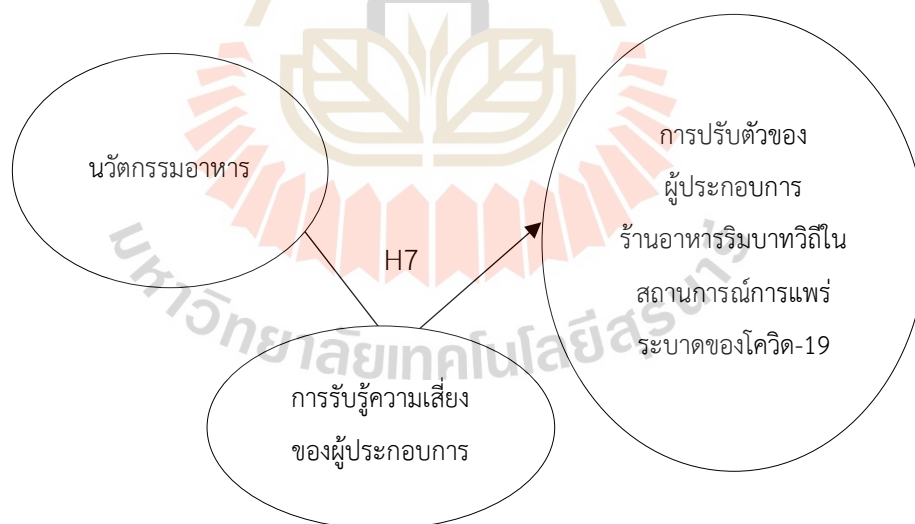 นวัตกรรมอาหาร
การปรับตัวของ
ผู้ประกอบการ
ร้านอาหารริมบาทวิถีใน
สถานการณ์การแพร่
ระบาดของโควิด-19
H7
การรับรู้ความเสี่ยง
ของผู้ประกอบการ
มหาวิทยาลัยเทคโนโลยีสุรนารี